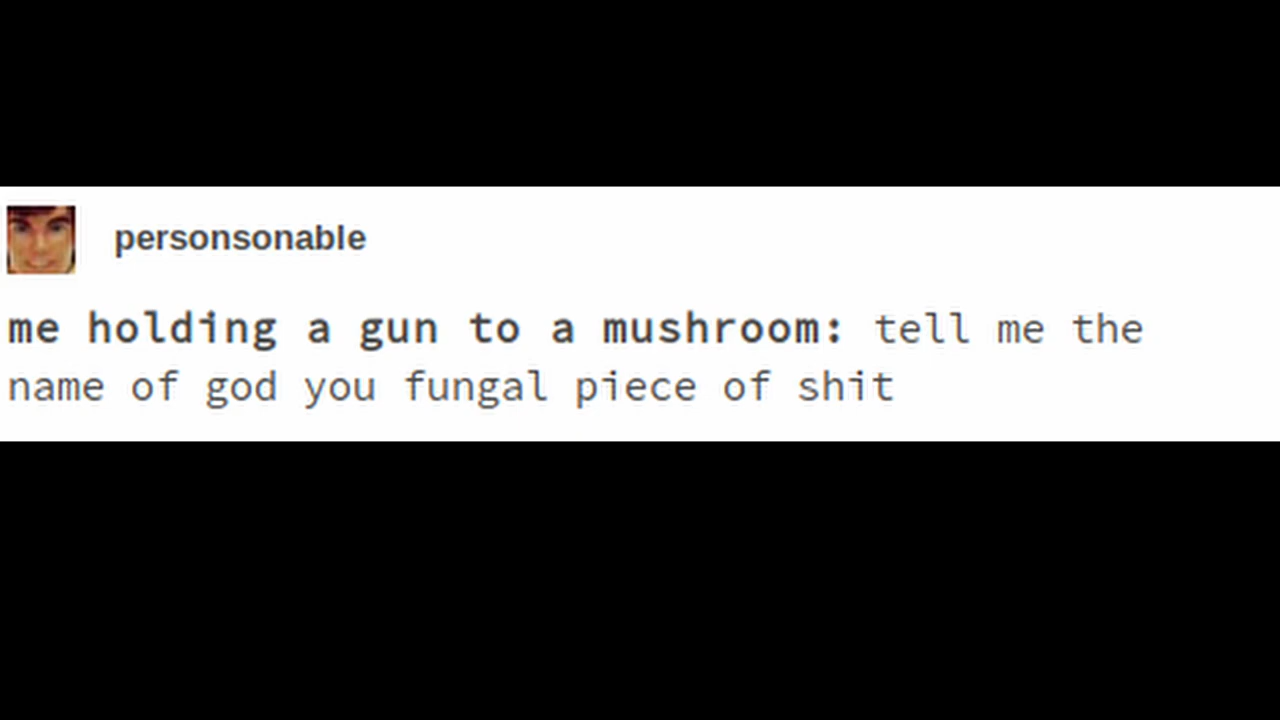 personsonable
me holding a gun to a mushroom: tell me the
name of god you fungal piece of shit